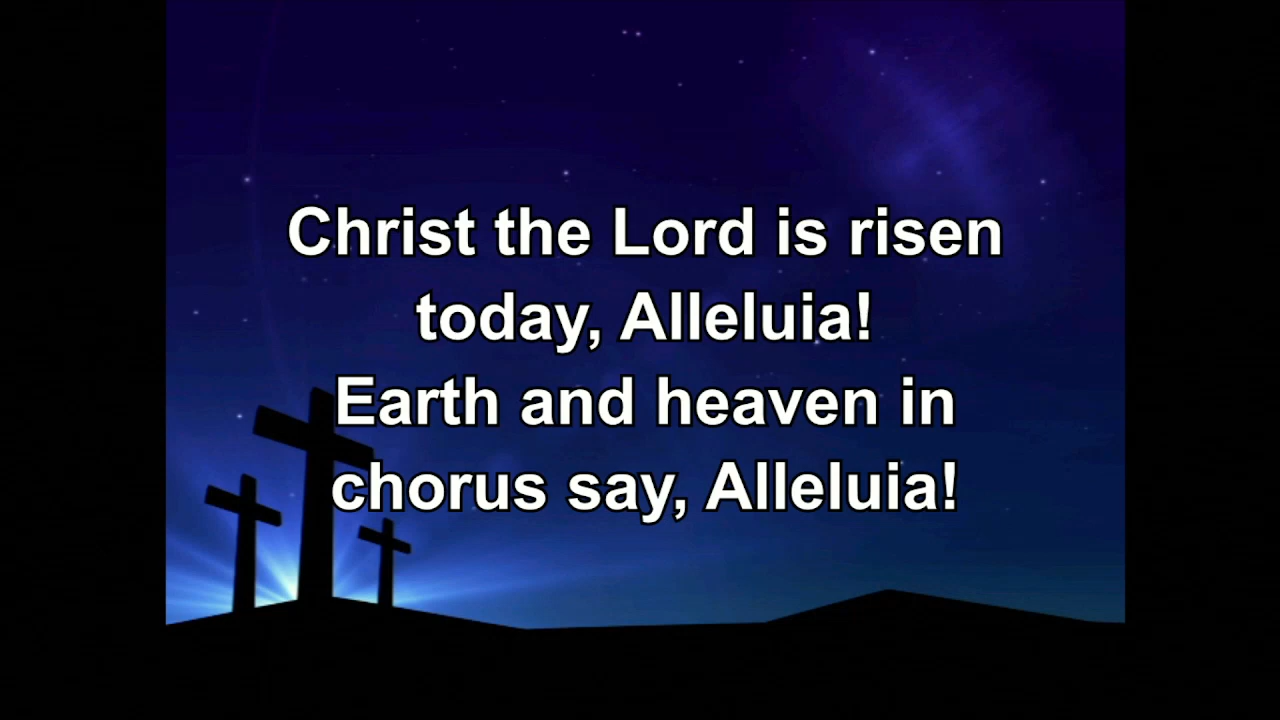 Christ the Lord is risen
today, Alleluia!
Earth and heaven in
chorus say, Alleluia!